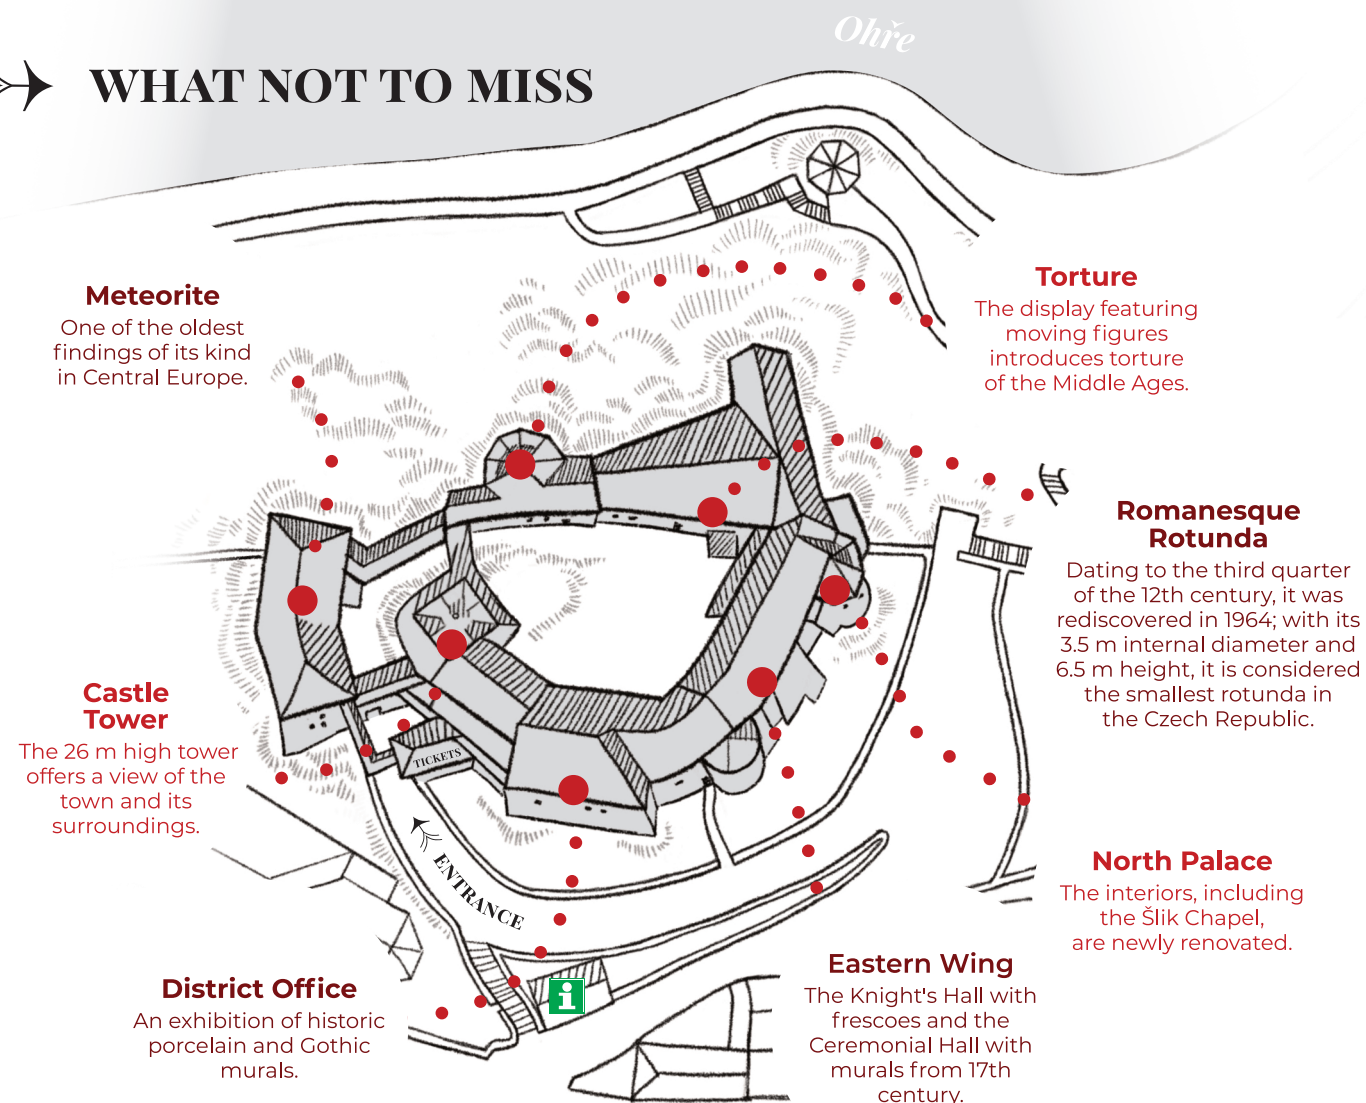 Ohře
WHAT NOT TO MISS
Meteorite
One of the oldest
findings of its kind
in Central Europe.
Torture
The display featuring
moving figures
introduces torture
of the Middle Ages.
Romanesque
Rotunda
Dating to the third quarter
of the 12th century, it was
rediscovered in 1964; with its
3.5 m internal diameter and
6.5 m height, it is considered
the smallest rotunda in
the Czech Republic.
Castle
Tower
The 26 m high tower
offers a view of the
town and its
surroundings.
TICKETS
ENTRANCE
North Palace
The interiors, including
the Šlik Chapel,
are newly renovated.
District Office
An exhibition of historic
porcelain and Gothic
murals.
i
Eastern Wing
The Knight's Hall with
frescoes and the
Ceremonial Hall with
murals from 17th
century.